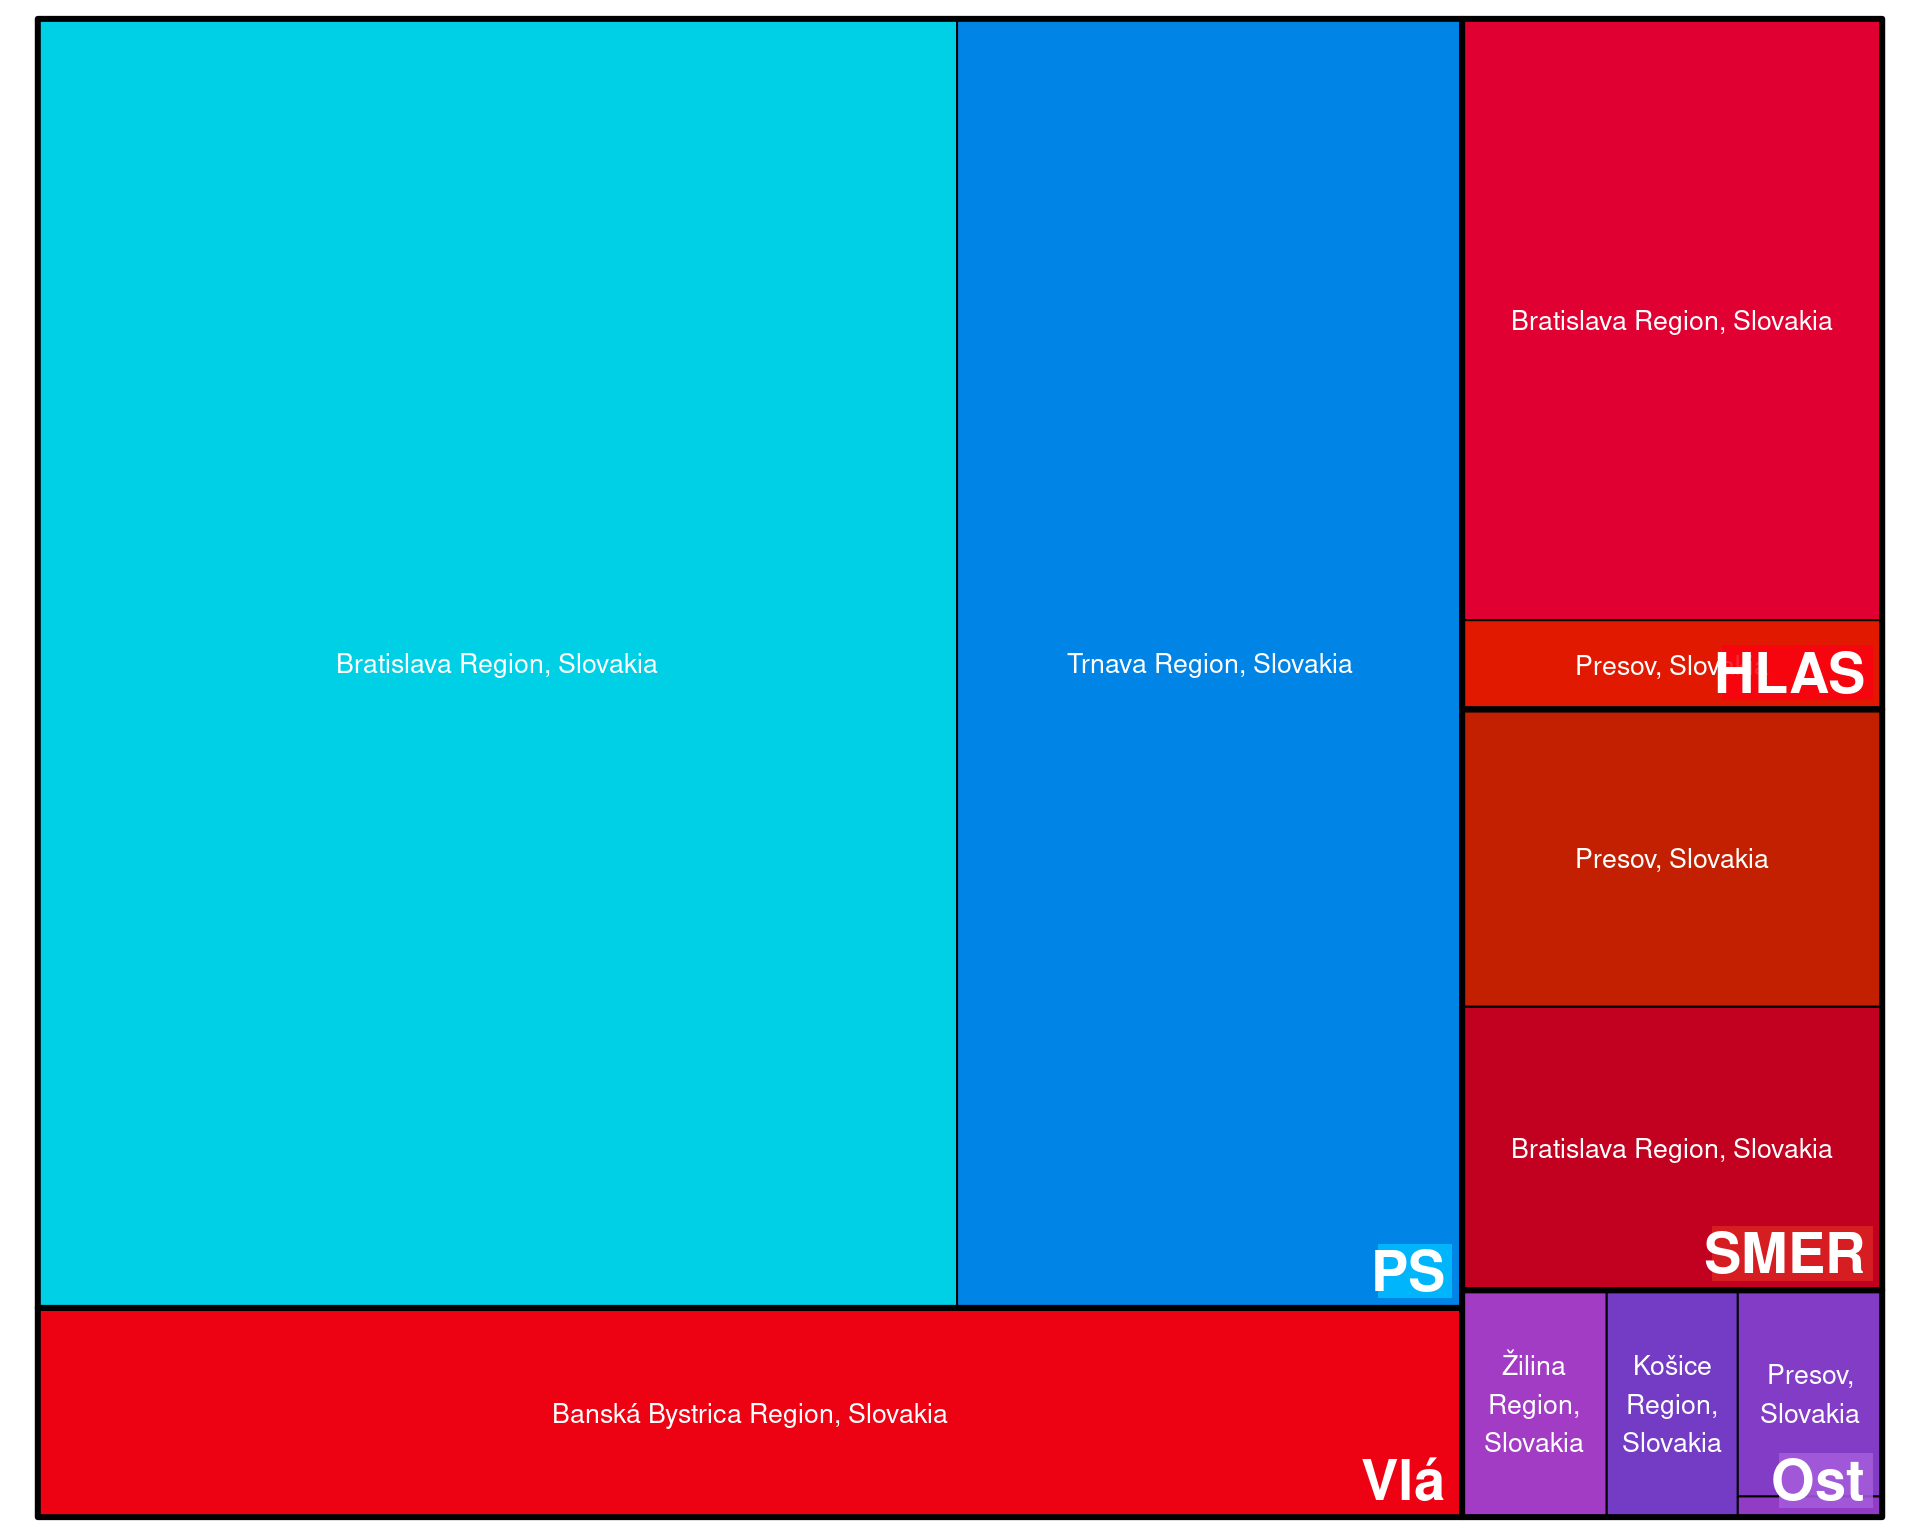 Bratislava Region, Slovakia
Trnava Region, Slovakia
PS
Banská Bystrica Region, Slovakia
Vlá
Bratislava Region, Slovakia
Presov, Slov
HLAS
Presov, Slovakia
Bratislava Region, Slovakia
SMER
Žilina
Region,
Slovakia
Košice
Region,
Slovakia
Presov,
Slovakia
Ost